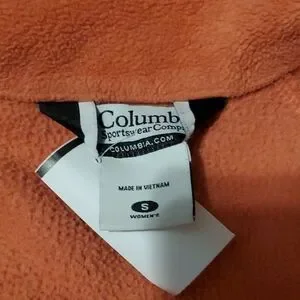 Columb
Sportswear Comp
COLUMBIA.COM
MADE IN VIETNAM
S
WOMEN'S